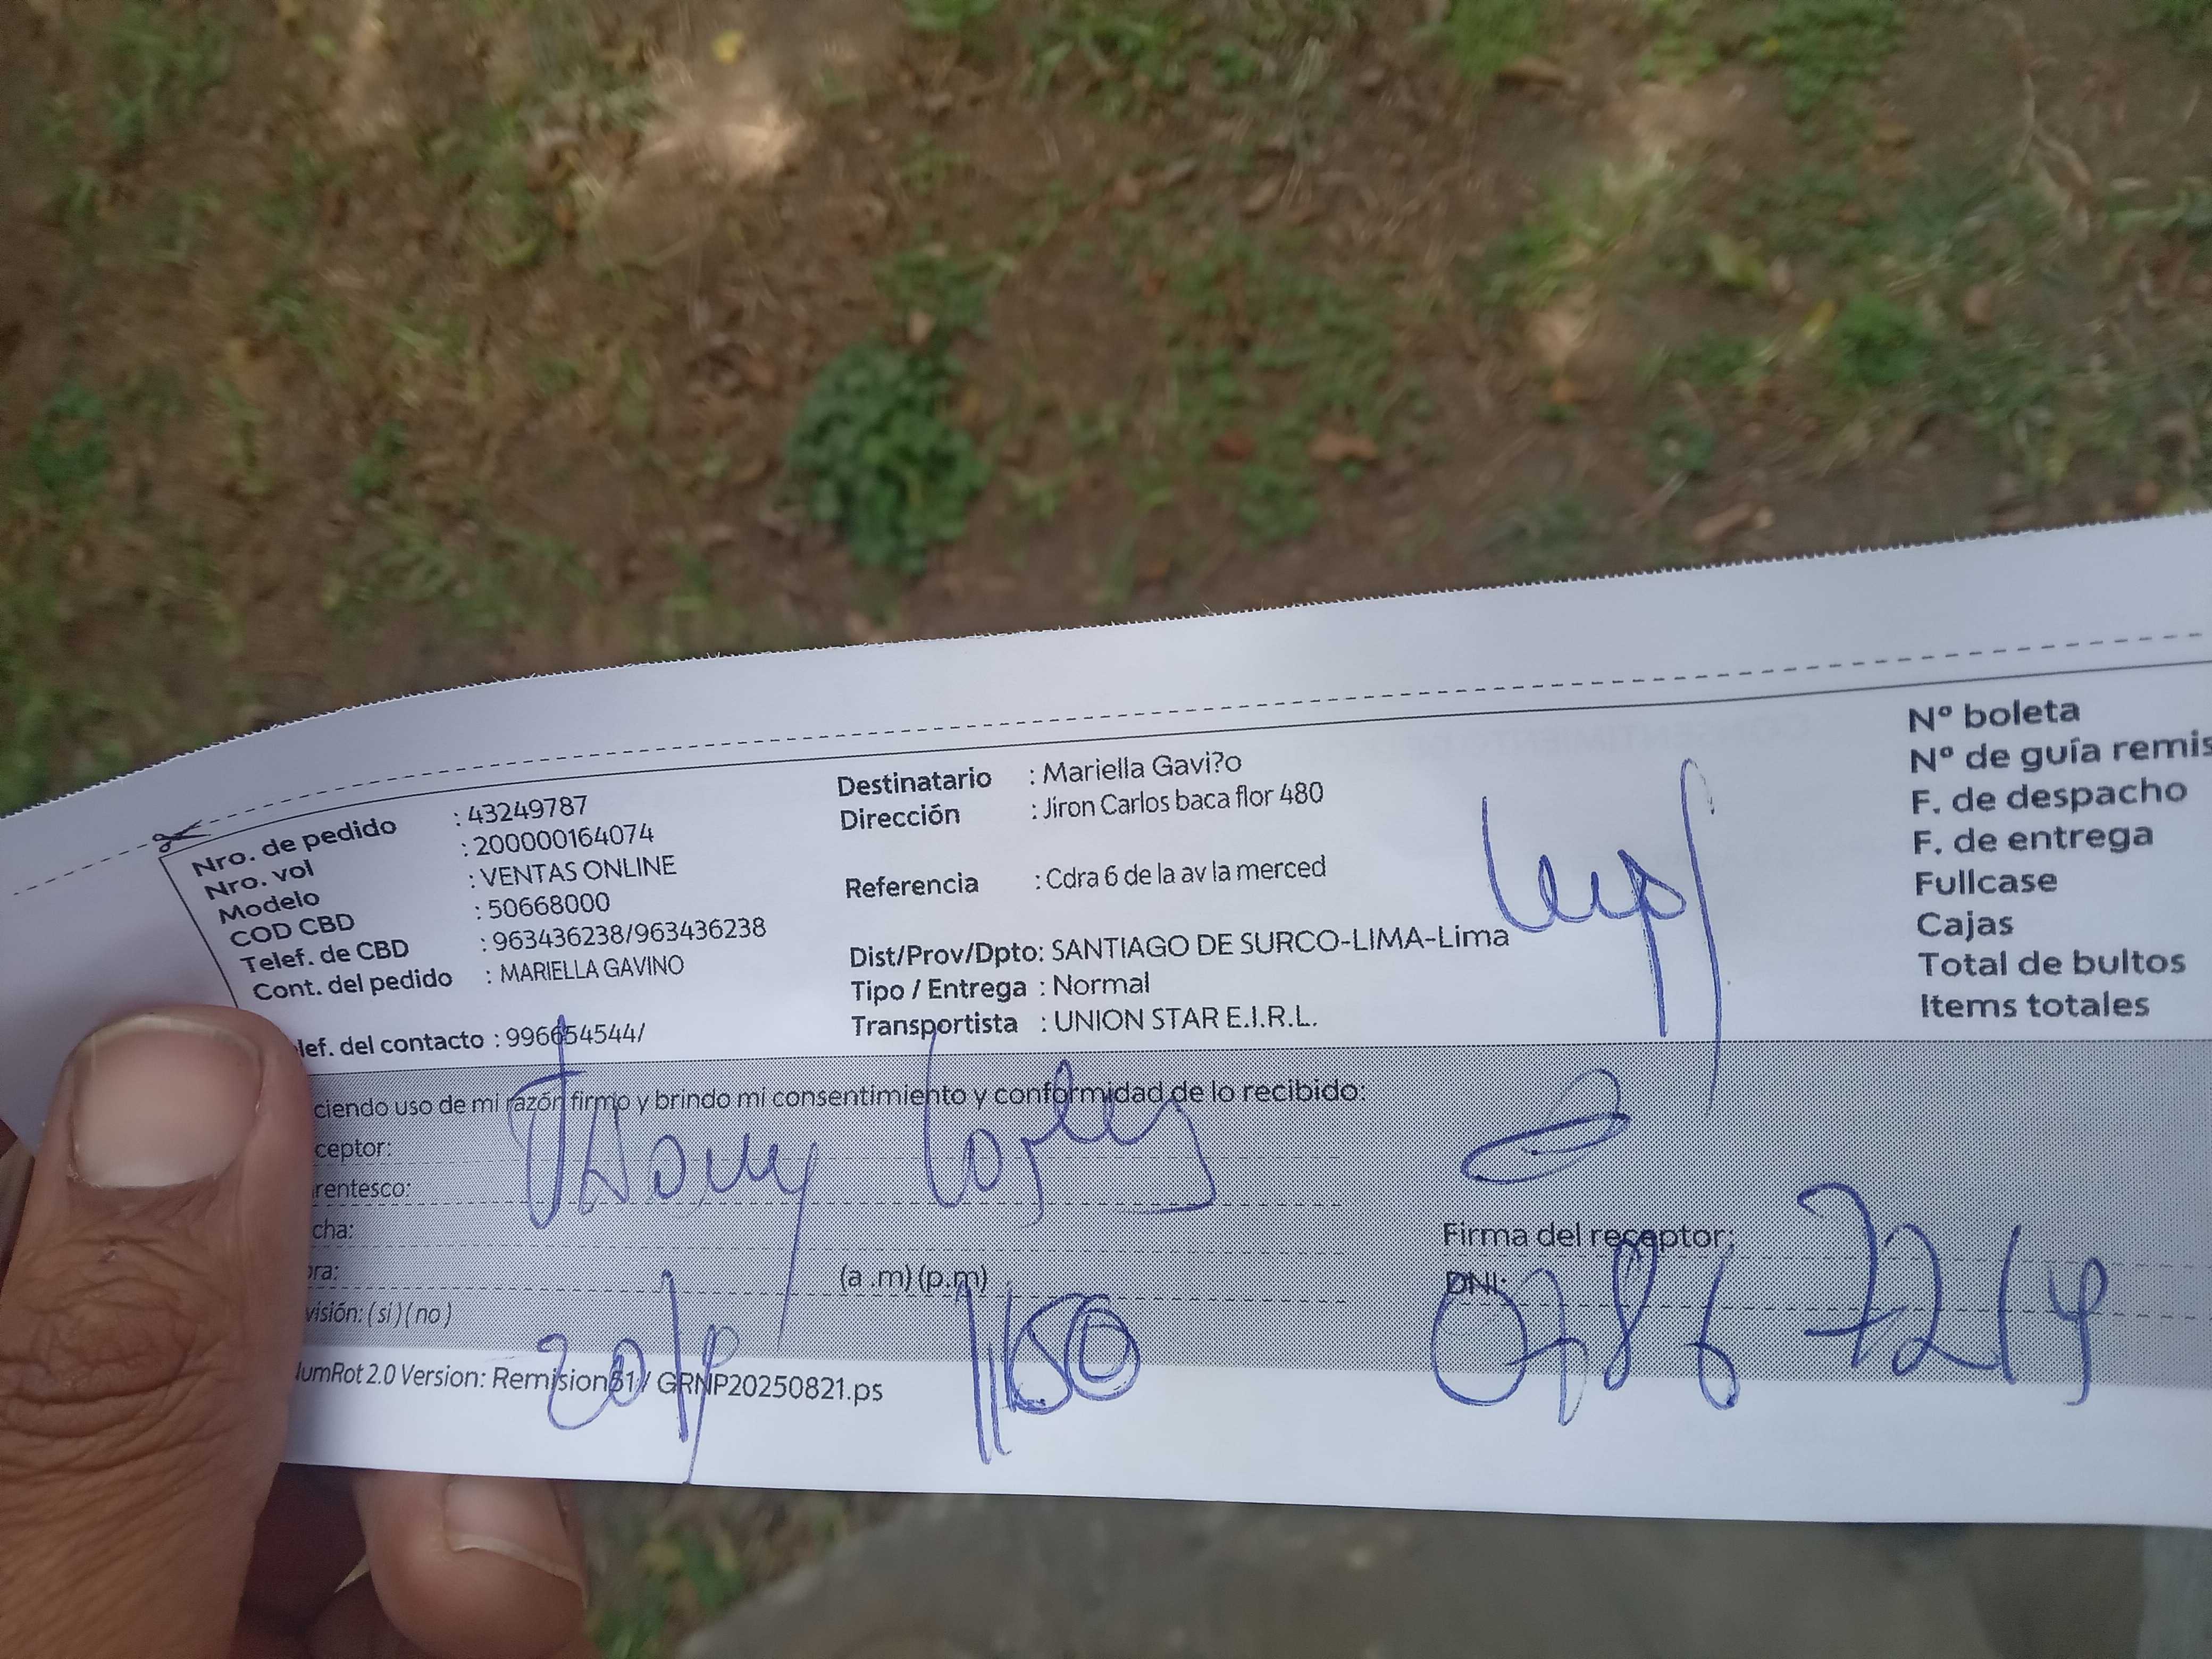 Nro. de pedido : 43249787
Nro. vol : 200000164074
Modelo : VENTAS ONLINE
COD CBD : 50668000
Telef. de CBD : 963436238/963436238
Cont. del pedido : MARIELLA GAVINO
lef. del contacto : 996654544/
Destinatario : Mariella Gavi?o
Dirección : Jiron Carlos baca flor 480
Referencia : Cdra 6 de la av la merced
Dist/Prov/Dpto: SANTIAGO DE SURCO-LIMA-Lima
Tipo / Entrega : Normal
Transportista : UNION STAR E.I.R.L.
Nº boleta
Nº de guía remis
F. de despacho
F. de entrega
Fullcase
Cajas
Total de bultos
Items totales
ciendo uso de mi razón firmo y brindo mi consentimiento y conformidad de lo recibido:
ceptor:
rentesco:
cha:
ora: (a .m) (p.m) 1150
visión: ( si ) ( no )
Firma del receptor:
DNI: 07867219
umRot 2.0 Version: Remision51 / GRNP20250821.ps